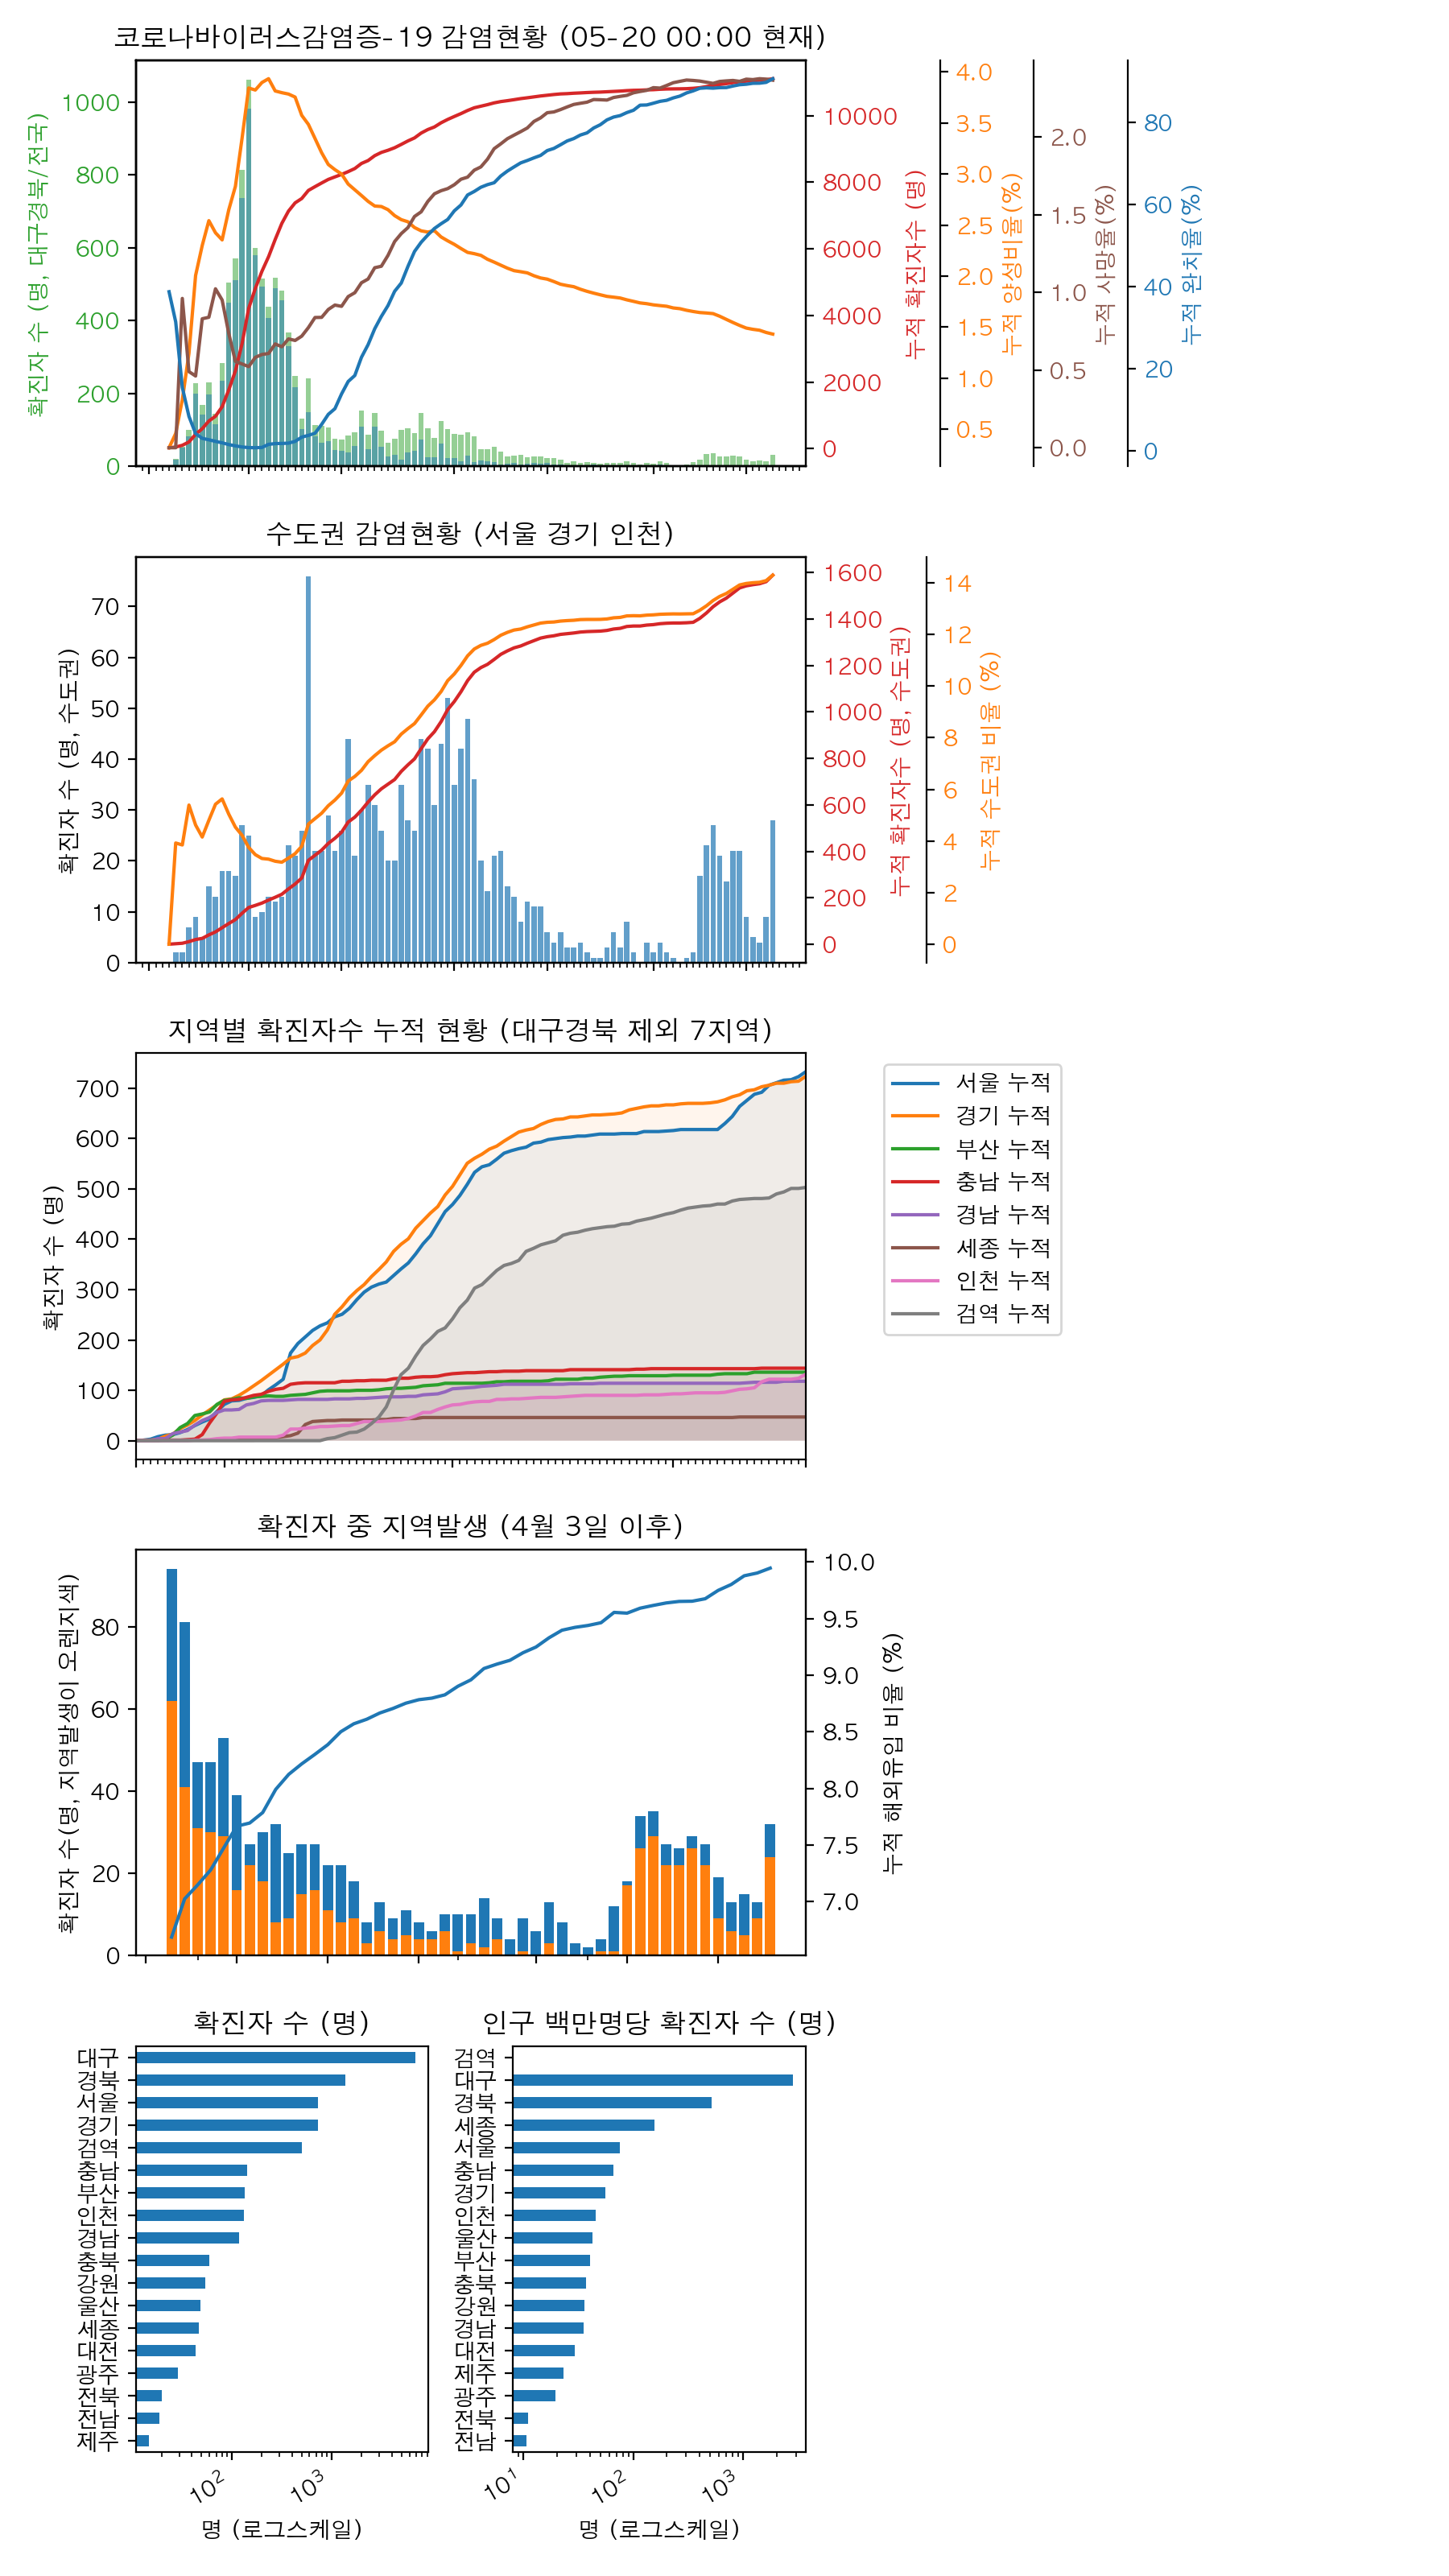 코로나바이러스감염증-19 감염현황 (05-20 00:00 현재)
확진자 수 (명, 대구경북/전국)
1000
800
600
400
200
0
10000
8000
6000
4000
2000
0
누적 확진자수 (명)
4.0
3.5
3.0
2.5
2.0
1.5
1.0
0.5
누적 양성비율(%)
2.0
1.5
1.0
0.5
0.0
누적 사망율(%)
80
60
40
20
0
누적 완치율(%)
수도권 감염현황 (서울 경기 인천)
확진자 수 (명, 수도권)
70
60
50
40
30
20
10
0
1600
1400
1200
1000
800
600
400
200
0
누적 확진자수 (명, 수도권)
14
12
10
8
6
4
2
0
누적 수도권 비율 (%)
지역별 확진자수 누적 현황 (대구경북 제외 7지역)
확진자 수 (명)
700
600
500
400
300
200
100
0
서울 누적
경기 누적
부산 누적
충남 누적
경남 누적
세종 누적
인천 누적
검역 누적
확진자 중 지역발생 (4월 3일 이후)
확진자 수(명, 지역발생이 오렌지색)
80
60
40
20
0
10.0
9.5
9.0
8.5
8.0
7.5
7.0
누적 해외유입 비율 (%)
확진자 수 (명)
대구
경북
서울
경기
검역
충남
부산
인천
경남
충북
강원
울산
세종
대전
광주
전북
전남
제주
10²
10³
명 (로그스케일)
인구 백만명당 확진자 수 (명)
검역
대구
경북
세종
서울
충남
경기
인천
울산
부산
충북
강원
경남
대전
제주
광주
전북
전남
10¹
10²
10³
명 (로그스케일)